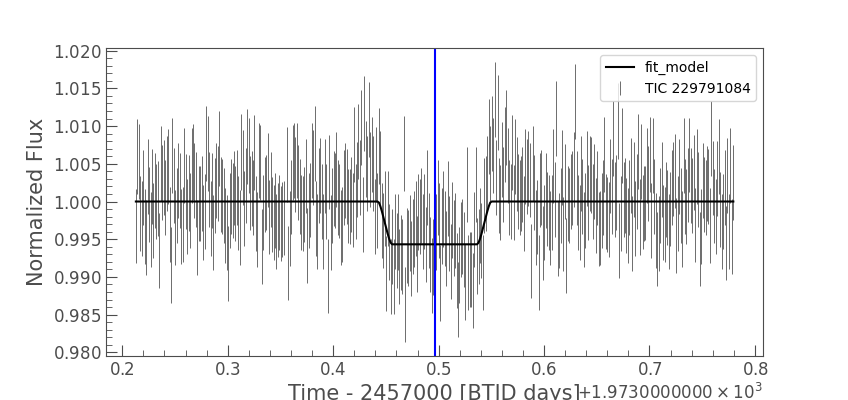 1.020
1.015
1.010
1.005
1.000
0.995
0.990
0.985
0.980
Normalized Flux
fit_model
TIC 229791084
0.2 0.3 0.4 0.5 0.6 0.7 0.8
Time - 2457000 [BTJD days]
+1.9730000000 × 10³